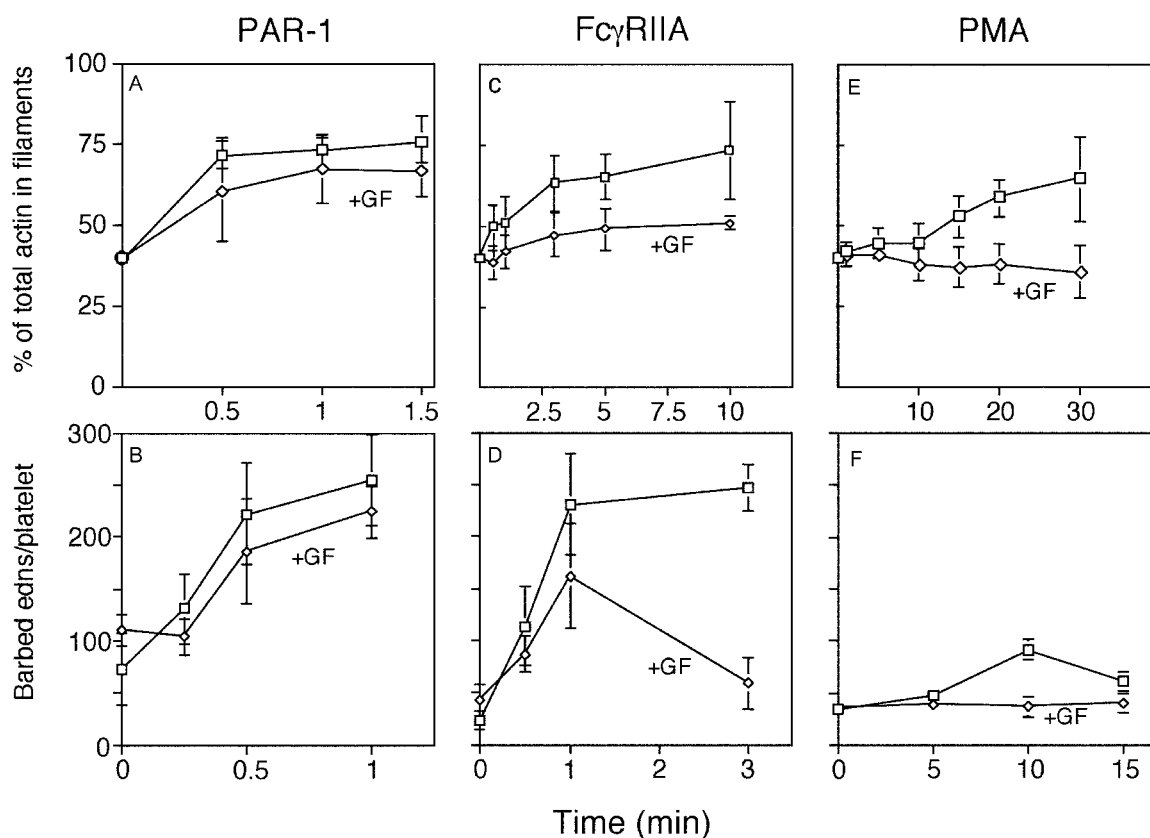 PAR-1 FcγRIIA PMA
% of total actin in filaments
A
100
75
50
25
0
+GF
0.5 1 1.5
C
+GF
2.5 5 7.5 10
E
+GF
10 20 30
Barbed edns/platelet
B
300
200
100
0
+GF
0 0.5 1
D
+GF
0 1 2 3
F
+GF
0 5 10 15
Time (min)